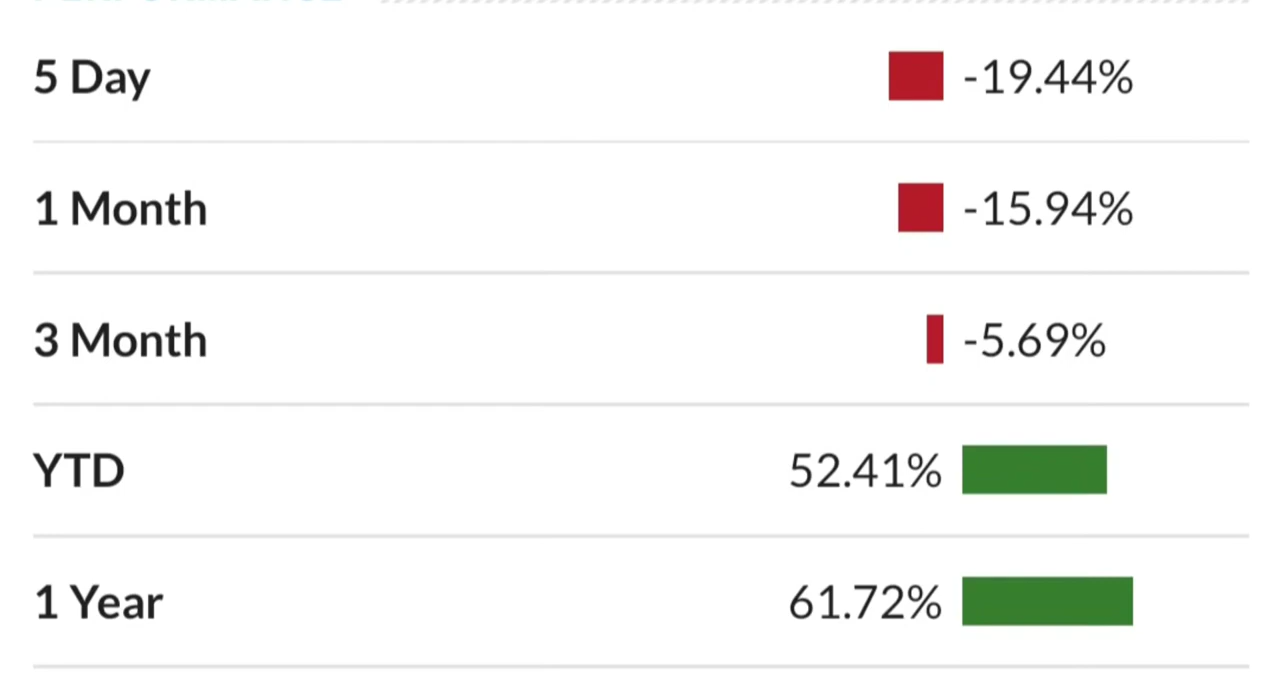 5 Day -19.44%
1 Month -15.94%
3 Month -5.69%
YTD 52.41%
1 Year 61.72%